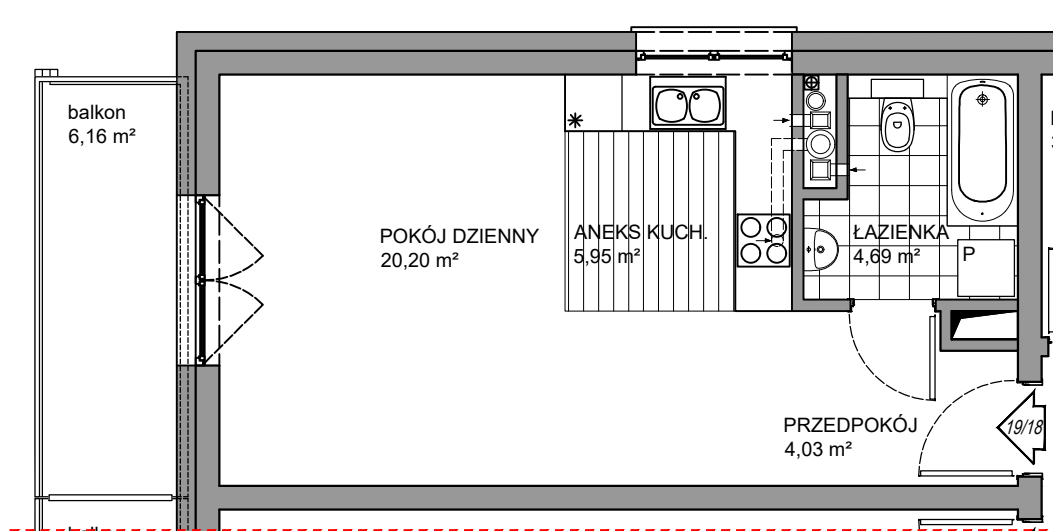 balkon
6,16 m²
POKÓJ DZIENNY
20,20 m²
ANEKS KUCH.
5,95 m²
ŁAZIENKA
4,69 m²
P
PRZEDPOKÓJ
4,03 m²
19/18